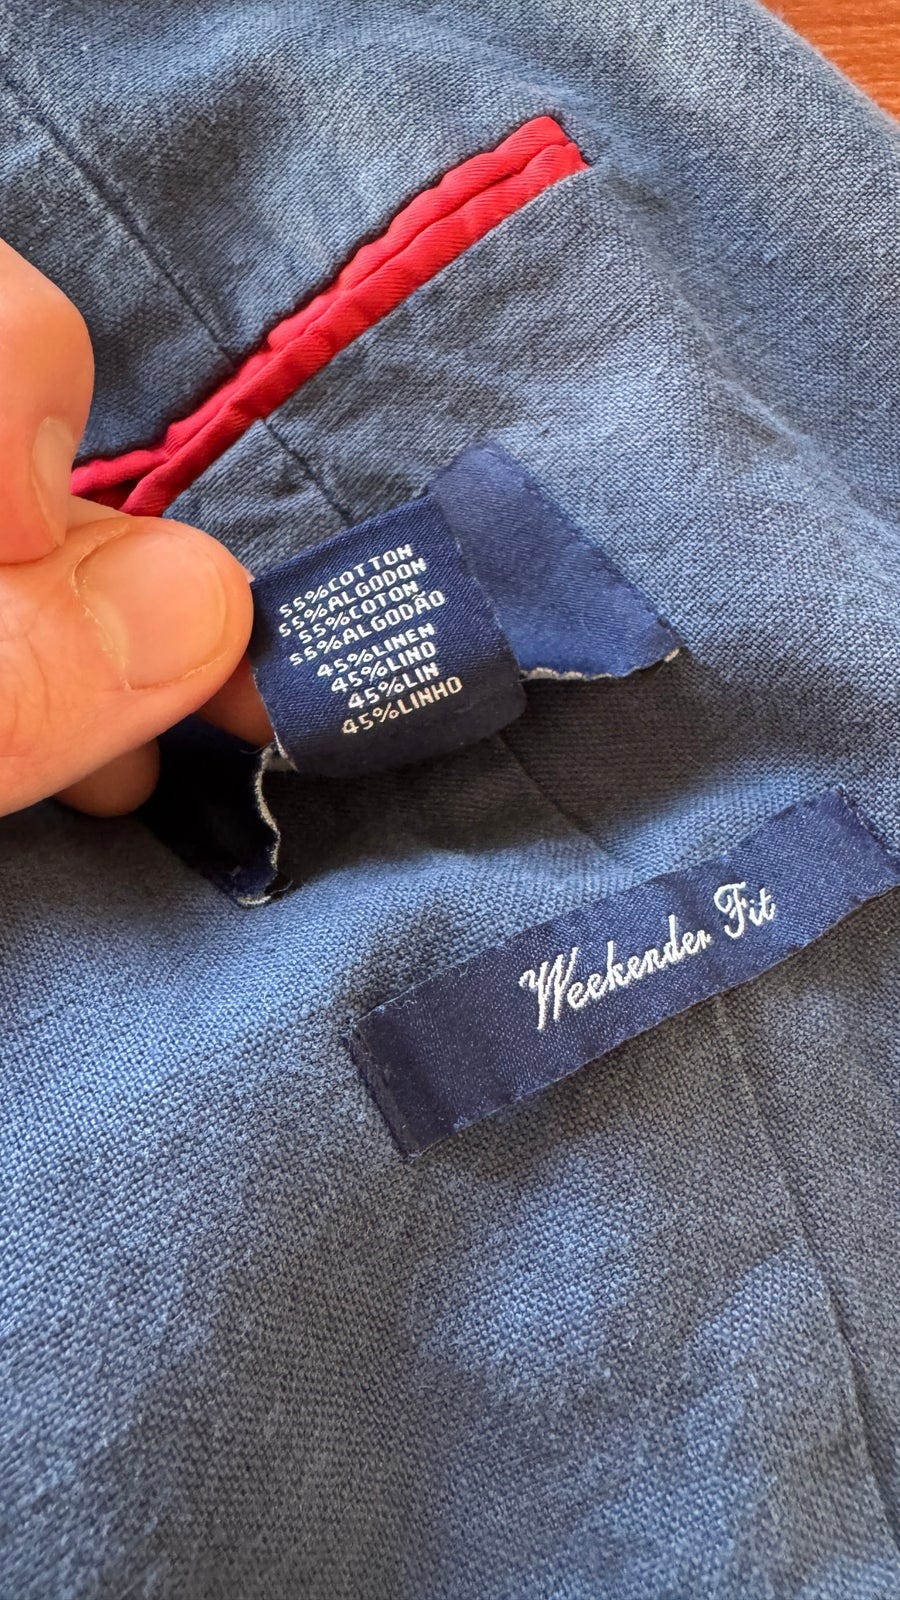 55%COTTON
55%ALGODON
55%COTON
55%ALGODÃO
45%LINEN
45%LINO
45%LIN
45%LINHO
Weekender Fit